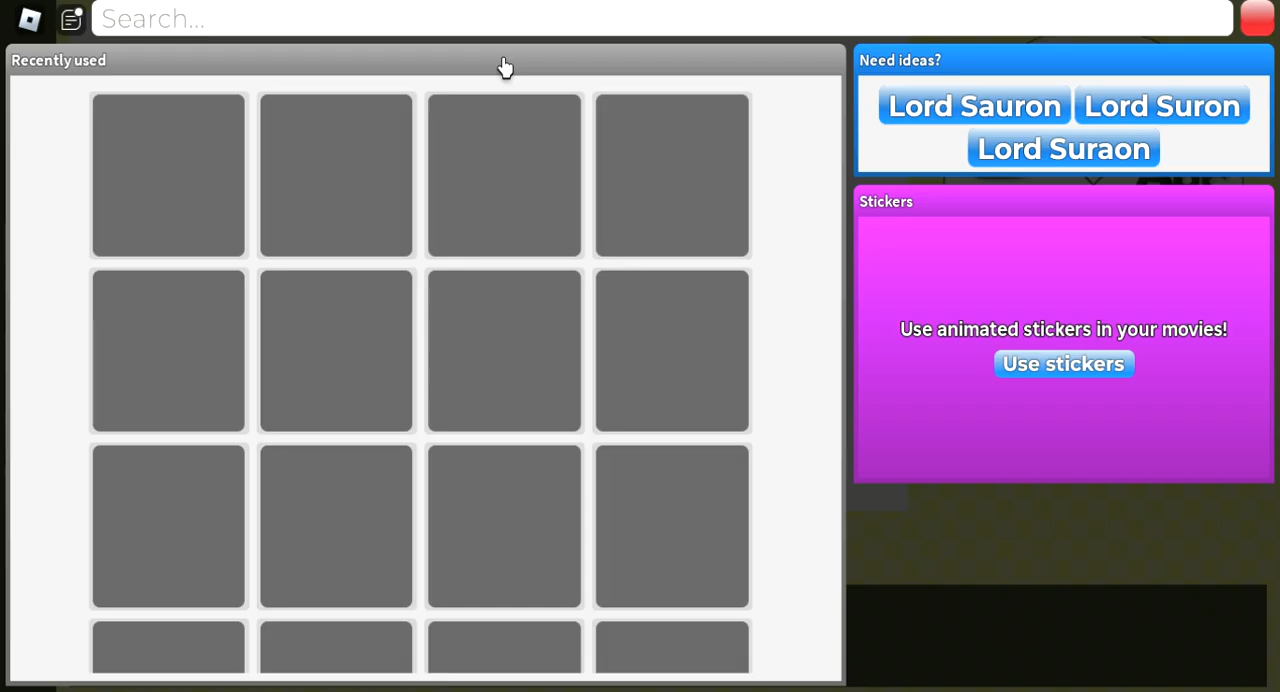 Search...
Recently used
Need ideas?
Lord Sauron Lord Suron
Lord Suraon
Stickers
Use animated stickers in your movies!
Use stickers